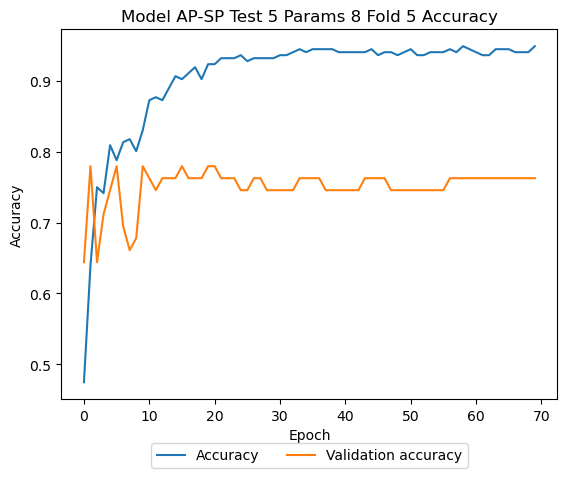 Model AP-SP Test 5 Params 8 Fold 5 Accuracy
Accuracy
0.9
0.8
0.7
0.6
0.5
0 10 20 30 40 50 60 70
Epoch
Accuracy Validation accuracy